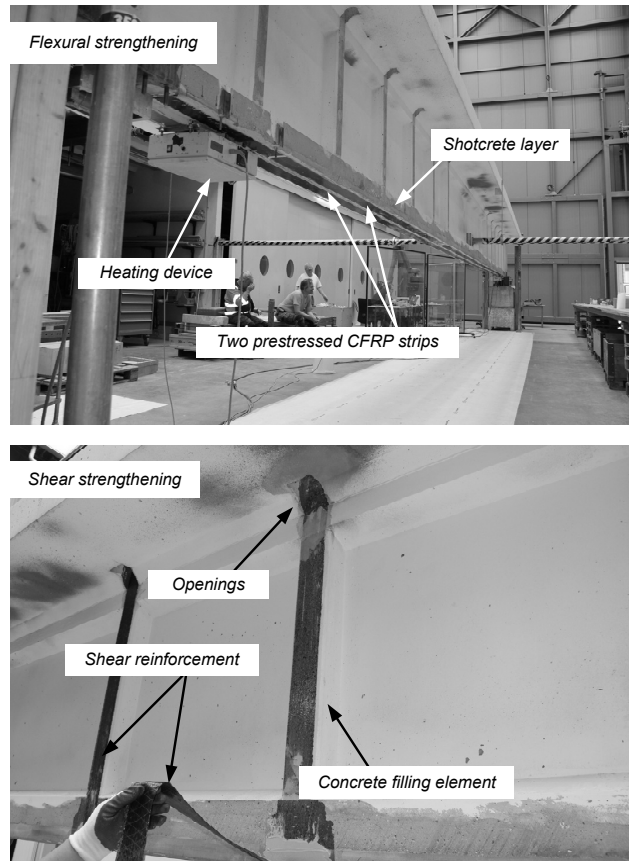 Flexural strengthening
Shotcrete layer
Heating device
Two prestressed CFRP strips
Shear strengthening
Openings
Shear reinforcement
Concrete filling element